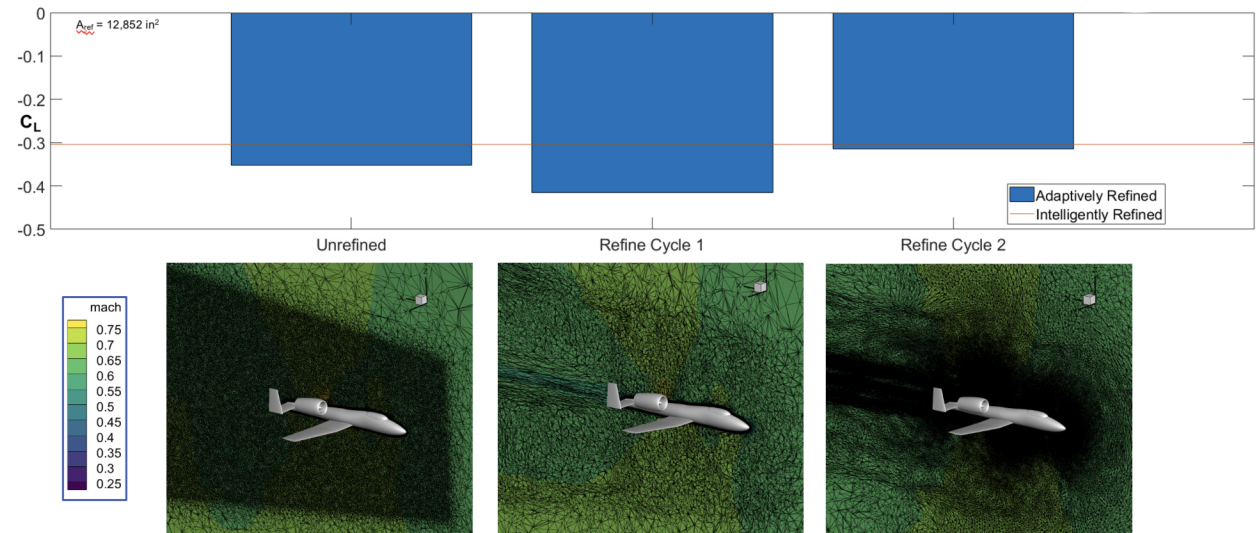 0
A_ref = 12,852 in²
-0.1
-0.2
C_L
-0.3
-0.4
-0.5
Adaptively Refined
Intelligently Refined
Unrefined
Refine Cycle 1
Refine Cycle 2
mach
0.75
0.7
0.65
0.6
0.55
0.5
0.45
0.4
0.35
0.3
0.25